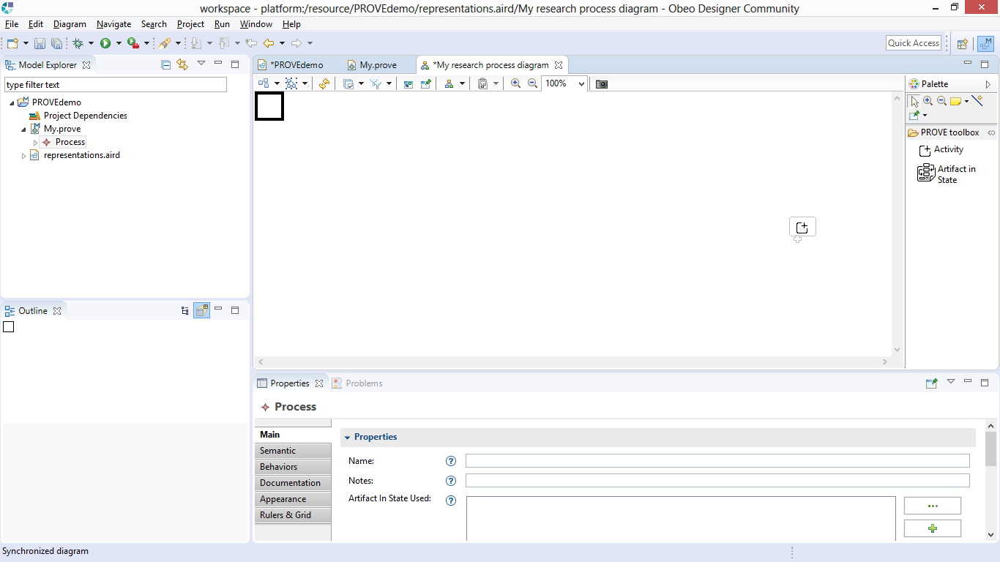 workspace - platform:/resource/PROVEdemo/representations.aird/My research process diagram - Obeo Designer Community
File Edit Diagram Navigate Search Project Run Window Help
Quick Access
Model Explorer
type filter text
PROVEdemo
Project Dependencies
My.prove
Process
representations.aird
Outline
*PROVEdemo My.prove *My research process diagram
100%
Palette
PROVE toolbox
Activity
Artifact in
State
Properties Problems
Process
Main
Semantic
Behaviors
Documentation
Appearance
Rulers & Grid
Properties
Name:
Notes:
Artifact In State Used:
Synchronized diagram